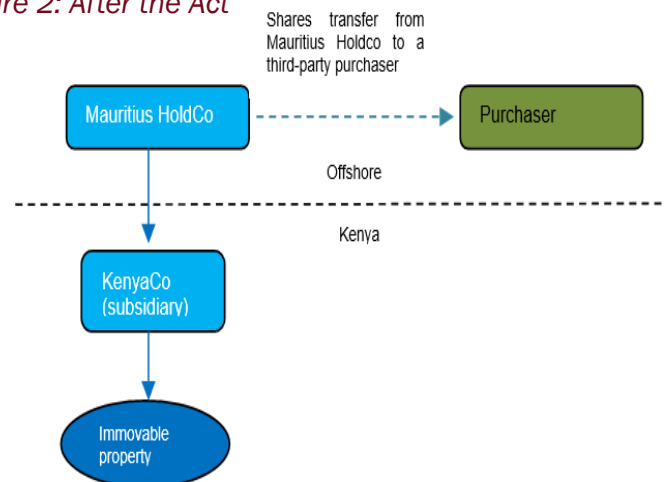 re 2: After the Act
Shares transfer from
Mauritius Holdco to a
third-party purchaser
Mauritius HoldCo
Purchaser
Offshore
Kenya
KenyaCo
(subsidiary)
Immovable
property